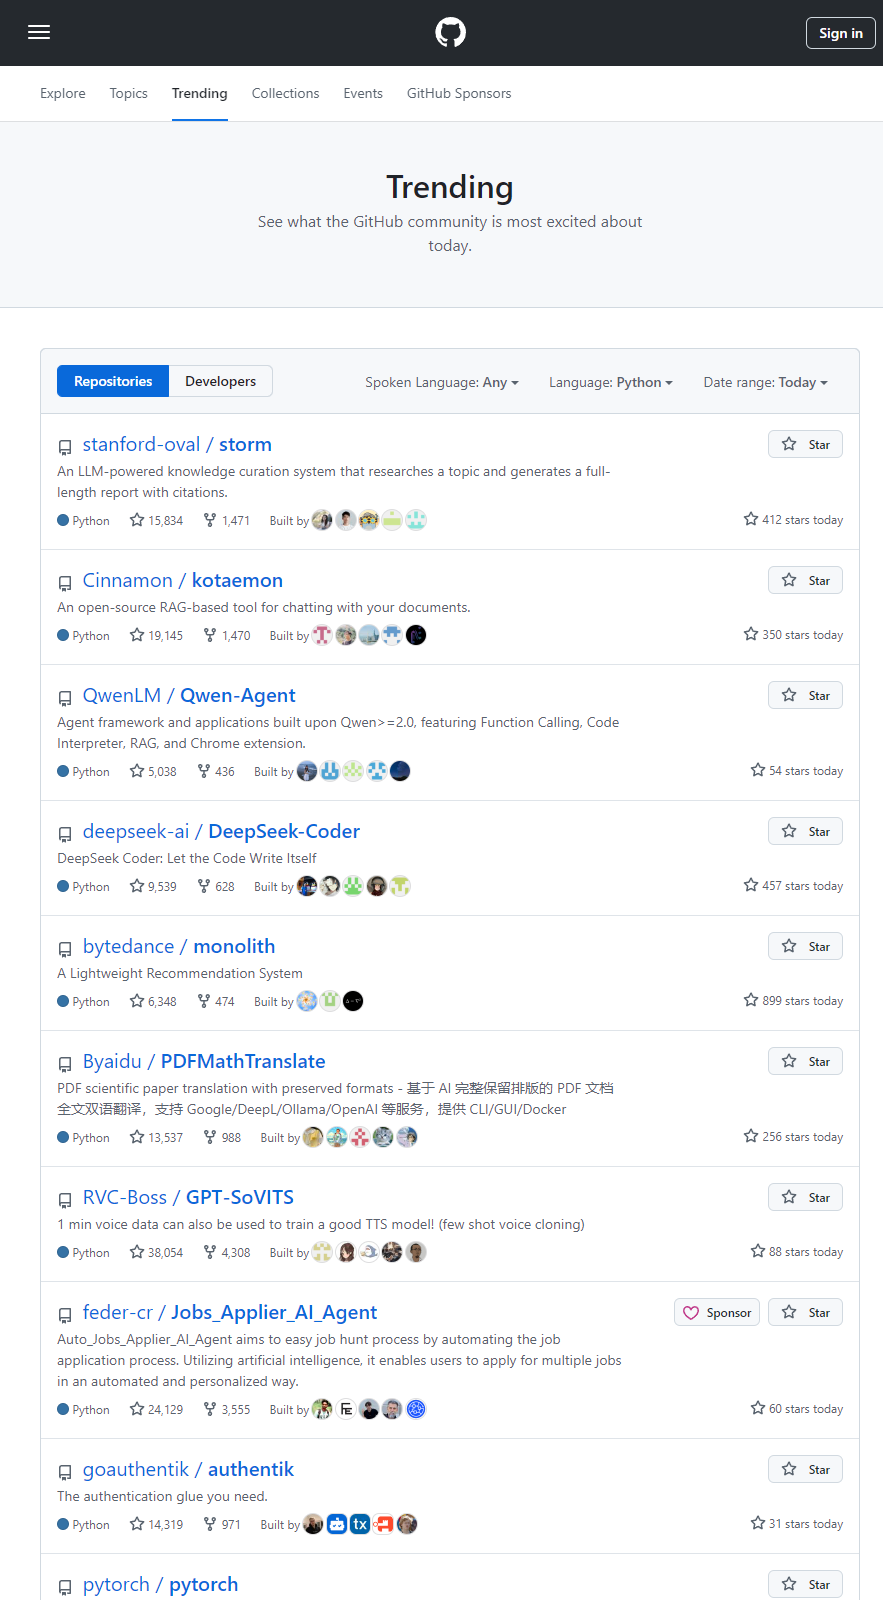 Sign in
Explore Topics Trending Collections Events GitHub Sponsors
Trending
See what the GitHub community is most excited about
today.
Repositories Developers Spoken Language: Any Language: Python Date range: Today
stanford-oval / storm Star
An LLM-powered knowledge curation system that researches a topic and generates a full-
length report with citations.
Python 15,834 1,471 Built by 412 stars today
Cinnamon / kotaemon Star
An open-source RAG-based tool for chatting with your documents.
Python 19,145 1,470 Built by 350 stars today
QwenLM / Qwen-Agent Star
Agent framework and applications built upon Qwen>=2.0, featuring Function Calling, Code
Interpreter, RAG, and Chrome extension.
Python 5,038 436 Built by 54 stars today
deepseek-ai / DeepSeek-Coder Star
DeepSeek Coder: Let the Code Write Itself
Python 9,539 628 Built by 457 stars today
bytedance / monolith Star
A Lightweight Recommendation System
Python 6,348 474 Built by 899 stars today
Byaidu / PDFMathTranslate Star
PDF scientific paper translation with preserved formats - 基于 AI 完整保留排版的 PDF 文档
全文双语翻译，支持 Google/DeepL/Ollama/OpenAI 等服务，提供 CLI/GUI/Docker
Python 13,537 988 Built by 256 stars today
RVC-Boss / GPT-SoVITS Star
1 min voice data can also be used to train a good TTS model! (few shot voice cloning)
Python 38,054 4,308 Built by 88 stars today
feder-cr / Jobs_Applier_AI_Agent Sponsor Star
Auto_Jobs_Applier_AI_Agent aims to easy job hunt process by automating the job
application process. Utilizing artificial intelligence, it enables users to apply for multiple jobs
in an automated and personalized way.
Python 24,129 3,555 Built by 60 stars today
goauthentik / authentik Star
The authentication glue you need.
Python 14,319 971 Built by tx 31 stars today
pytorch / pytorch Star